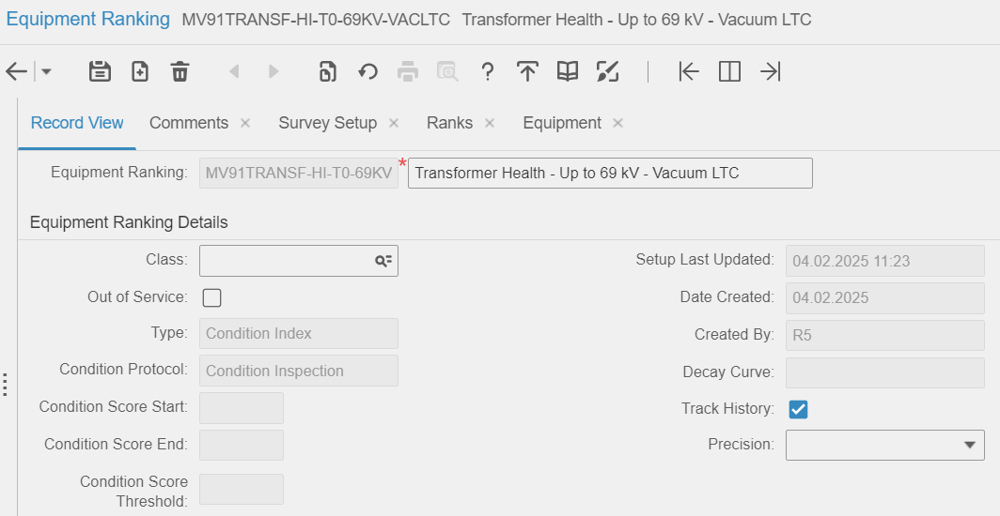 Equipment Ranking MV91TRANSF-HI-T0-69KV-VACLTC Transformer Health - Up to 69 kV - Vacuum LTC
Record View Comments × Survey Setup × Ranks × Equipment ×
Equipment Ranking: MV91TRANSF-HI-T0-69KV * Transformer Health - Up to 69 kV - Vacuum LTC
Equipment Ranking Details
Class: Setup Last Updated: 04.02.2025 11:23
Out of Service: Date Created: 04.02.2025
Type: Condition Index Created By: R5
Condition Protocol: Condition Inspection Decay Curve:
Condition Score Start: Track History:
Condition Score End: Precision:
Condition Score
Threshold: